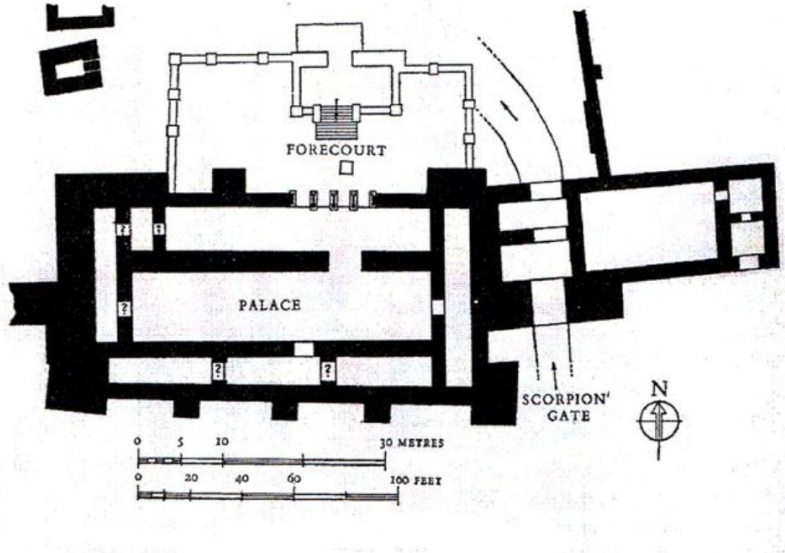 FORECOURT
? ?
?
PALACE
? ?
SCORPION'
GATE
N
0 5 10 30 METRES
0 20 40 60 100 FEET